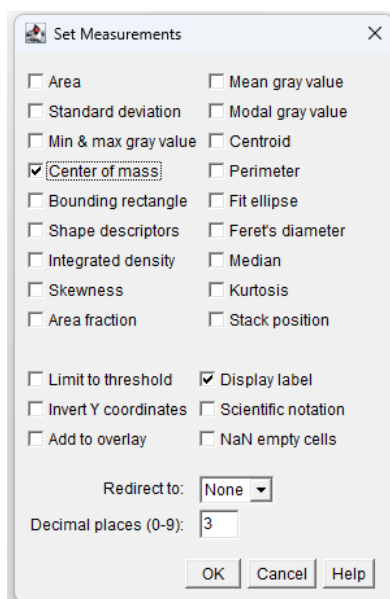 Set Measurements
Area Mean gray value
Standard deviation Modal gray value
Min & max gray value Centroid
Center of mass Perimeter
Bounding rectangle Fit ellipse
Shape descriptors Feret's diameter
Integrated density Median
Skewness Kurtosis
Area fraction Stack position
Limit to threshold Display label
Invert Y coordinates Scientific notation
Add to overlay NaN empty cells
Redirect to: None
Decimal places (0-9): 3
OK Cancel Help